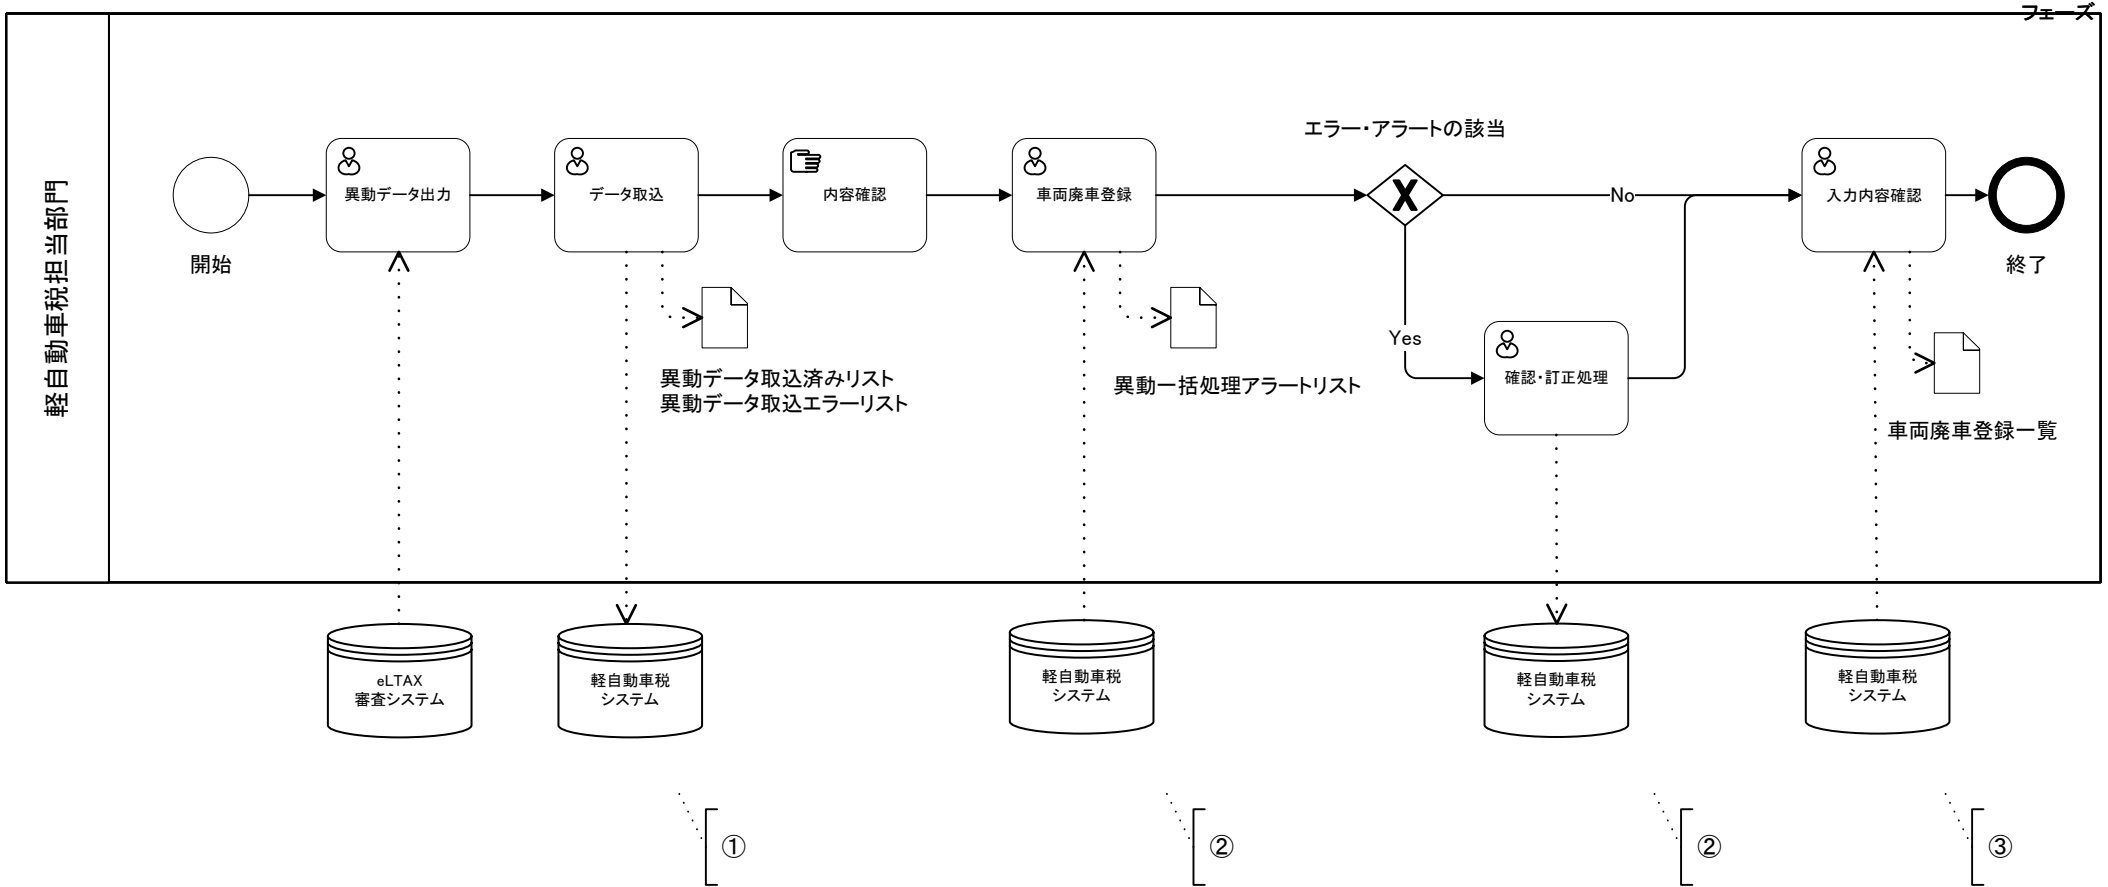 フェーズ
軽自動車税担当部門
エラー・アラートの該当
開始
異動データ出力
データ取込
内容確認
車両廃車登録
No
入力内容確認
終了
Yes
確認・訂正処理
異動データ取込済みリスト
異動データ取込エラーリスト
異動一括処理アラートリスト
車両廃車登録一覧
eLTAX
審査システム
軽自動車税
システム
軽自動車税
システム
軽自動車税
システム
軽自動車税
システム
①
②
②
③